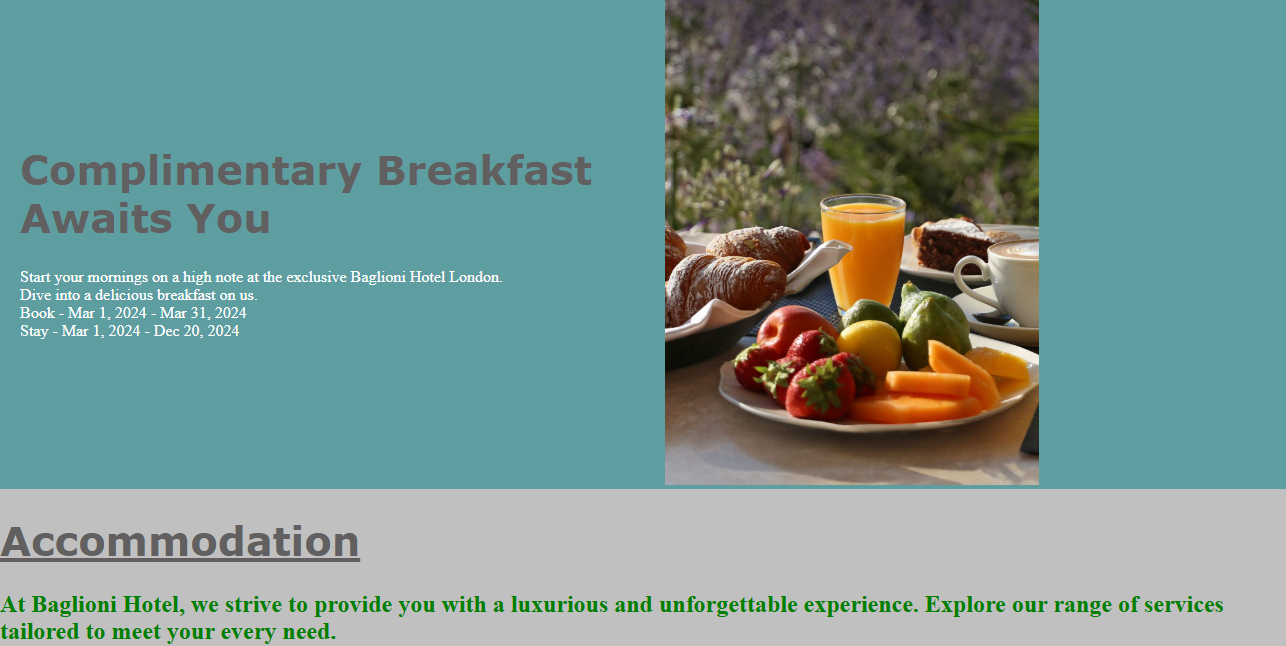 Complimentary Breakfast
Awaits You
Start your mornings on a high note at the exclusive Baglioni Hotel London.
Dive into a delicious breakfast on us.
Book - Mar 1, 2024 - Mar 31, 2024
Stay - Mar 1, 2024 - Dec 20, 2024
Accommodation
At Baglioni Hotel, we strive to provide you with a luxurious and unforgettable experience. Explore our range of services
tailored to meet your every need.